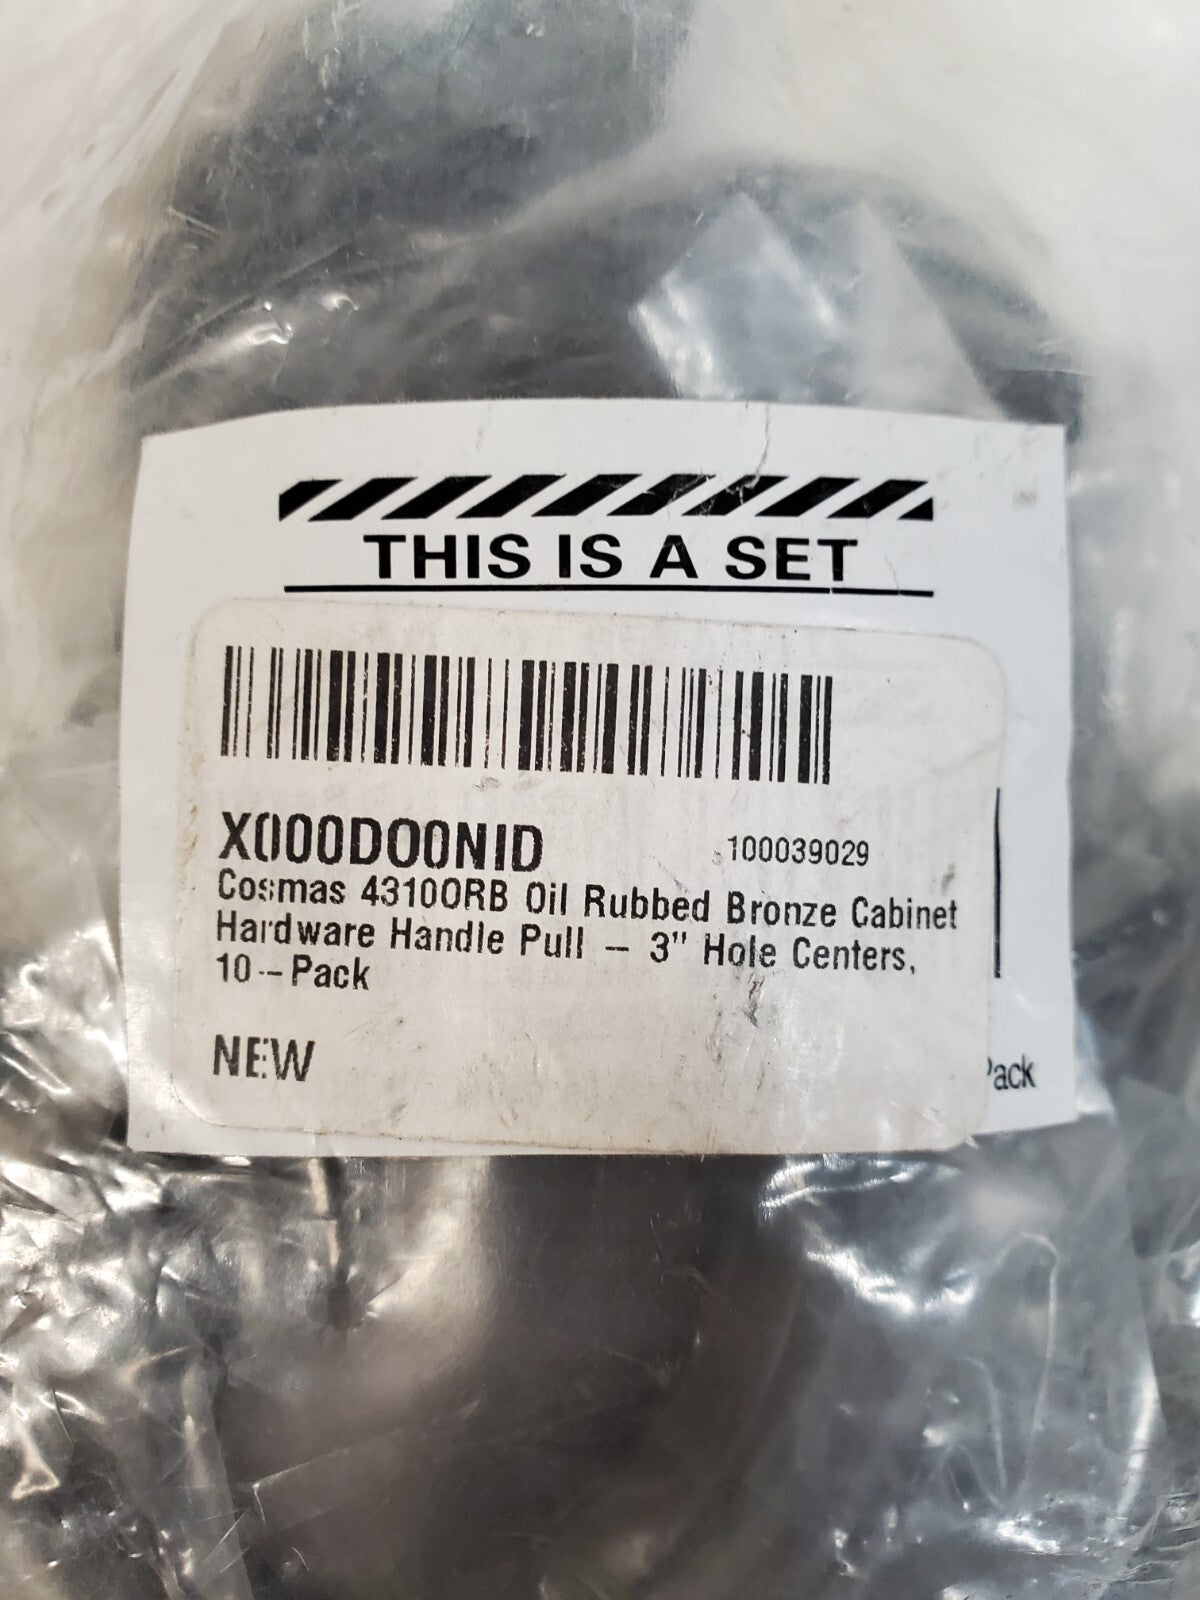 THIS IS A SET
X000DO0NID
100039029
Cosmas 4310ORB Oil Rubbed Bronze Cabinet
Hardware Handle Pull - 3" Hole Centers,
10-Pack
NEW
Pack